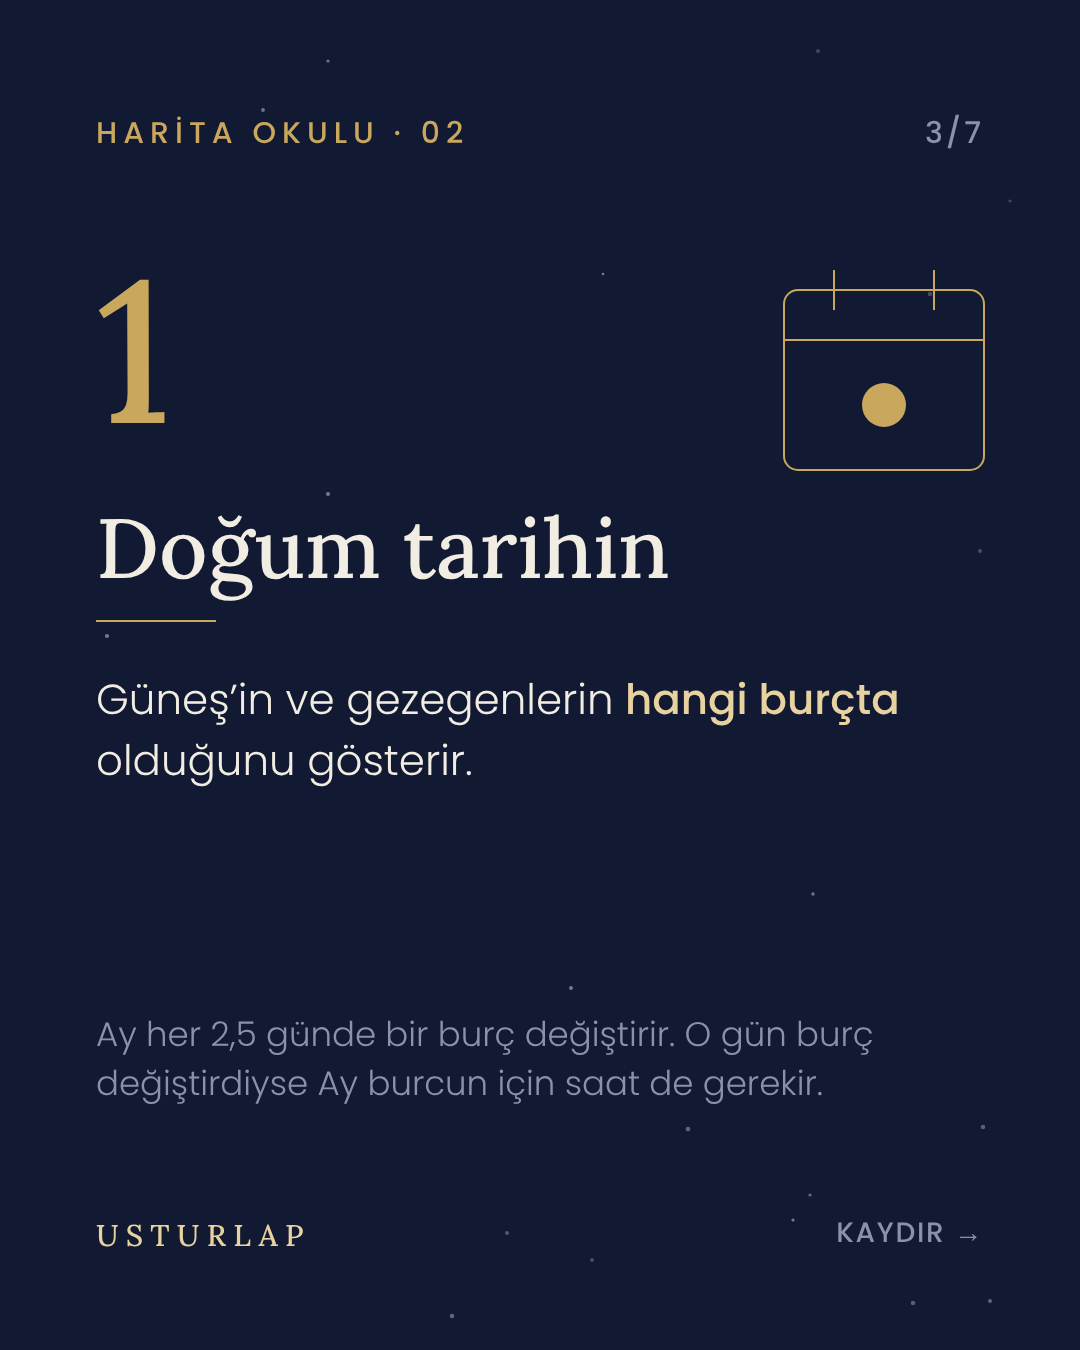 HARİTA OKULU · 02
3/7
1
Doğum tarihin
Güneş’in ve gezegenlerin hangi burçta
olduğunu gösterir.
Ay her 2,5 günde bir burç değiştirir. O gün burç
değiştirdiyse Ay burcun için saat de gerekir.
USTURLAP
KAYDIR →